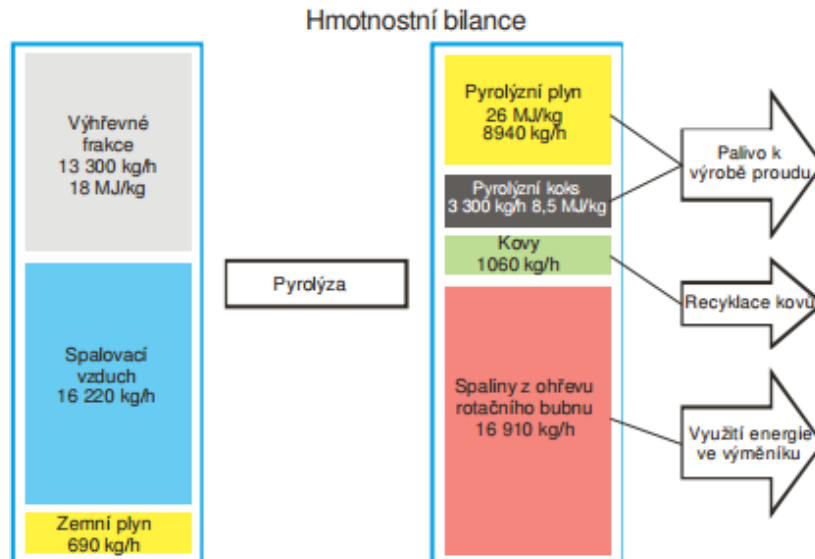 Hmotnostní bilance
Výhřevné
frakce
13 300 kg/h
18 MJ/kg
Spalovací
vzduch
16 220 kg/h
Zemní plyn
690 kg/h
Pyrolýza
Pyrolýzní plyn
26 MJ/kg
8940 kg/h
Pyrolýzní koks
3 300 kg/h 8,5 MJ/kg
Kovy
1060 kg/h
Spaliny z ohřevu
rotačního bubnu
16 910 kg/h
Palivo k
výrobě proudu
Recyklace kovů
Využití energie
ve výměníku